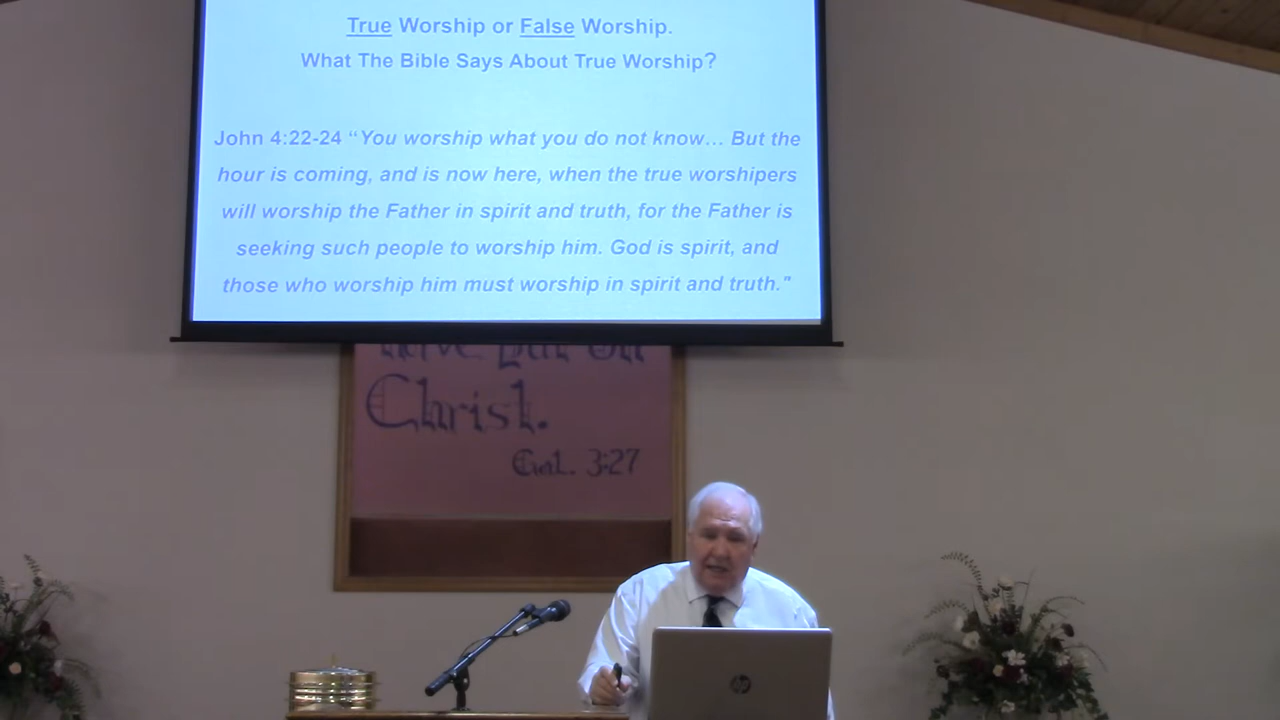 True Worship or False Worship.
What The Bible Says About True Worship?
John 4:22-24 “You worship what you do not know… But the
hour is coming, and is now here, when the true worshipers
will worship the Father in spirit and truth, for the Father is
seeking such people to worship him. God is spirit, and
those who worship him must worship in spirit and truth."
Christ.
Gal. 3:27
hp